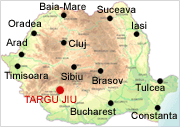 Baia-Mare
Suceava
Oradea
Iasi
Arad
Cluj
Timisoara
Sibiu
Brasov
Tulcea
TARGU JIU
Bucharest
Constanta